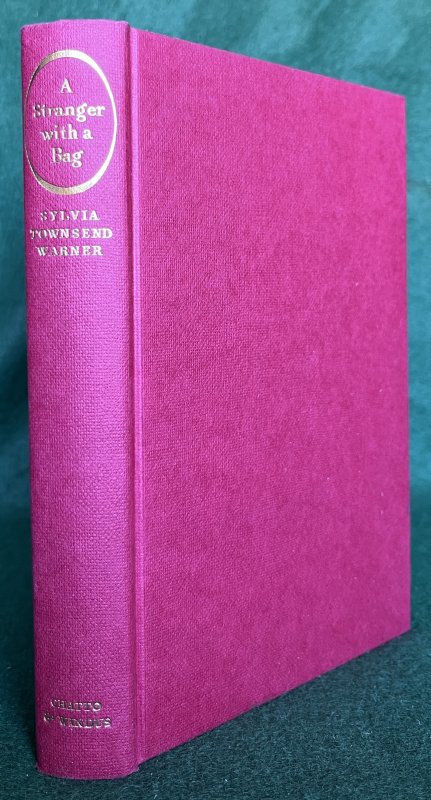 A
Stranger
with a
Bag
SYLVIA
TOWNSEND
WARNER
CHATTO
& WINDUS